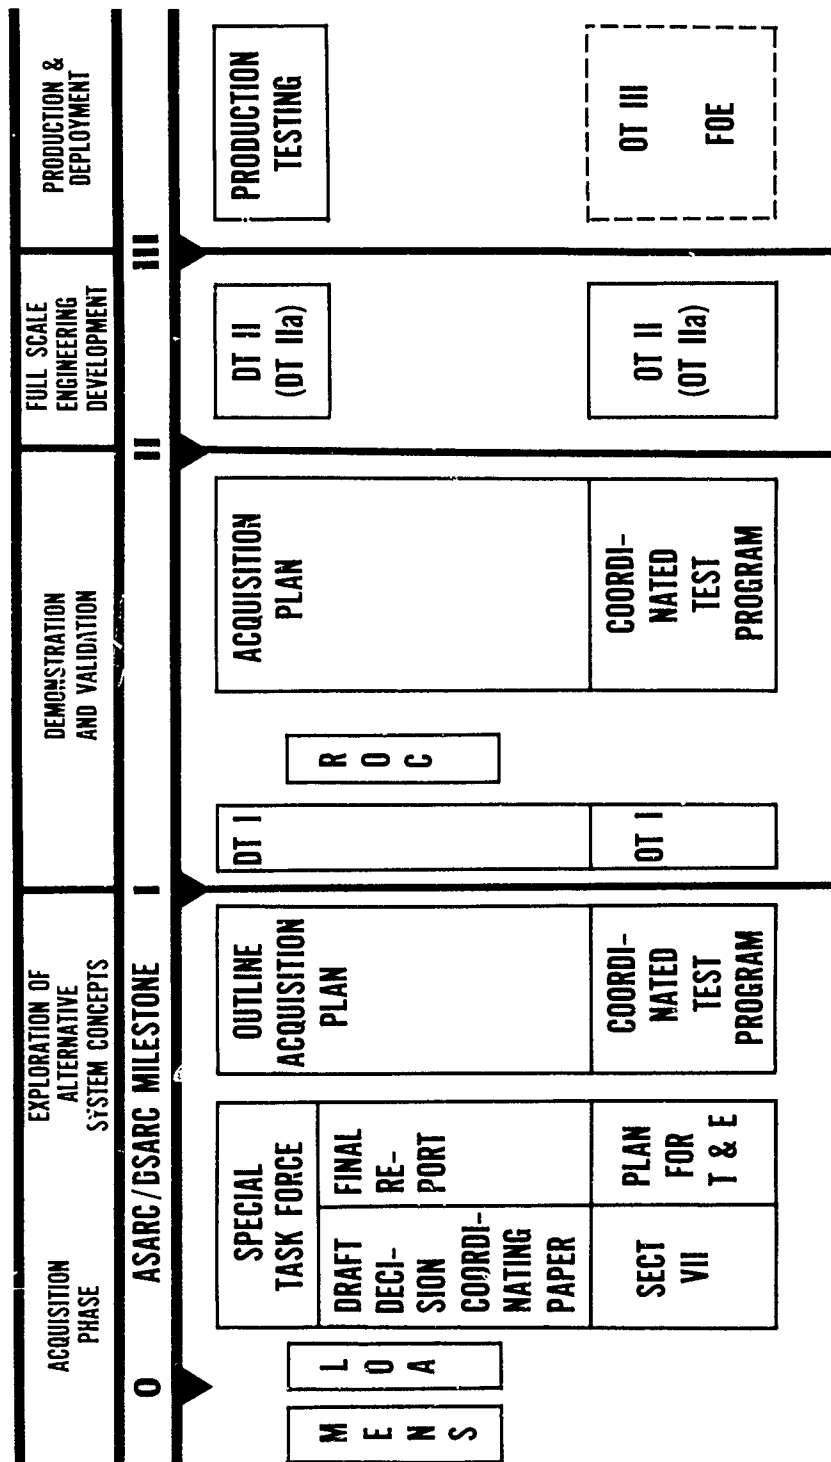 ACQUISITION
PHASE
EXPLORATION OF
ALTERNATIVE
SYSTEM CONCEPTS
DEMONSTRATION
AND VALIDATION
FULL SCALE
ENGINEERING
DEVELOPMENT
PRODUCTION &
DEPLOYMENT
0
ASARC/DSARC MILESTONE
I
II
III
M
E
N
S
L
O
A
SPECIAL
TASK FORCE
DRAFT
DECI-
SION
COORDI-
NATING
PAPER
FINAL
RE-
PORT
SECT
VII
PLAN
FOR
T & E
OUTLINE
ACQUISITION
PLAN
COORDI-
NATED
TEST
PROGRAM
DT I
OT I
R
O
C
ACQUISITION
PLAN
COORDI-
NATED
TEST
PROGRAM
DT II
(DT IIa)
OT II
(OT IIa)
PRODUCTION
TESTING
OT III
FOE